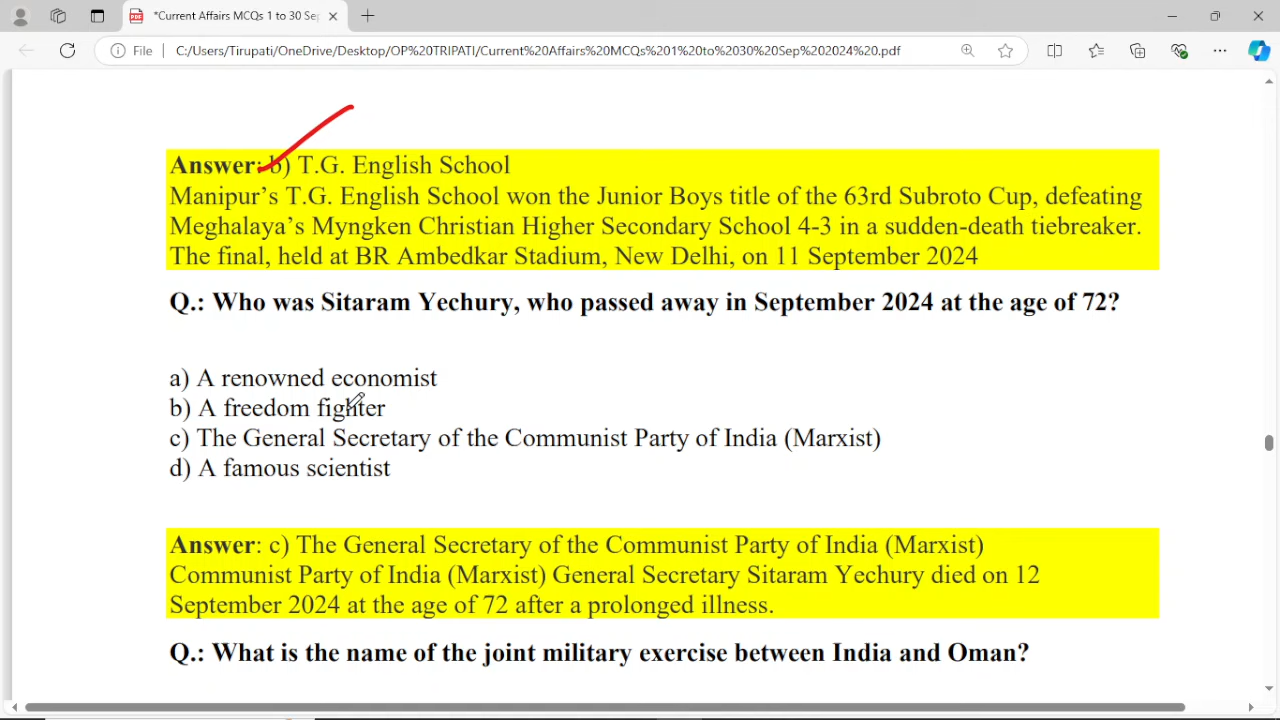 *Current Affairs MCQs 1 to 30 Sep
File
C:/Users/Tirupati/OneDrive/Desktop/OP%20TRIPATI/Current%20Affairs%20MCQs%201%20to%2030%20Sep%202024%20.pdf
Answer: b) T.G. English School
Manipur’s T.G. English School won the Junior Boys title of the 63rd Subroto Cup, defeating
Meghalaya’s Myngken Christian Higher Secondary School 4-3 in a sudden-death tiebreaker.
The final, held at BR Ambedkar Stadium, New Delhi, on 11 September 2024
Q.: Who was Sitaram Yechury, who passed away in September 2024 at the age of 72?
a) A renowned economist
b) A freedom fighter
c) The General Secretary of the Communist Party of India (Marxist)
d) A famous scientist
Answer: c) The General Secretary of the Communist Party of India (Marxist)
Communist Party of India (Marxist) General Secretary Sitaram Yechury died on 12
September 2024 at the age of 72 after a prolonged illness.
Q.: What is the name of the joint military exercise between India and Oman?